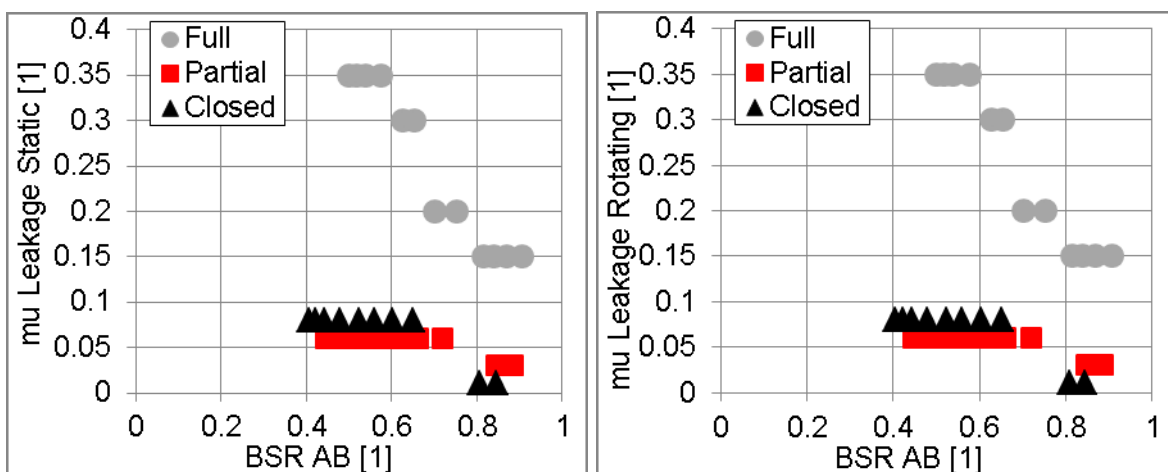 mu Leakage Static [1]
0.4
0.35
0.3
0.25
0.2
0.15
0.1
0.05
0
Full
Partial
Closed
0 0.2 0.4 0.6 0.8 1
BSR AB [1]
mu Leakage Rotating [1]
0.4
0.35
0.3
0.25
0.2
0.15
0.1
0.05
0
Full
Partial
Closed
0 0.2 0.4 0.6 0.8 1
BSR AB [1]